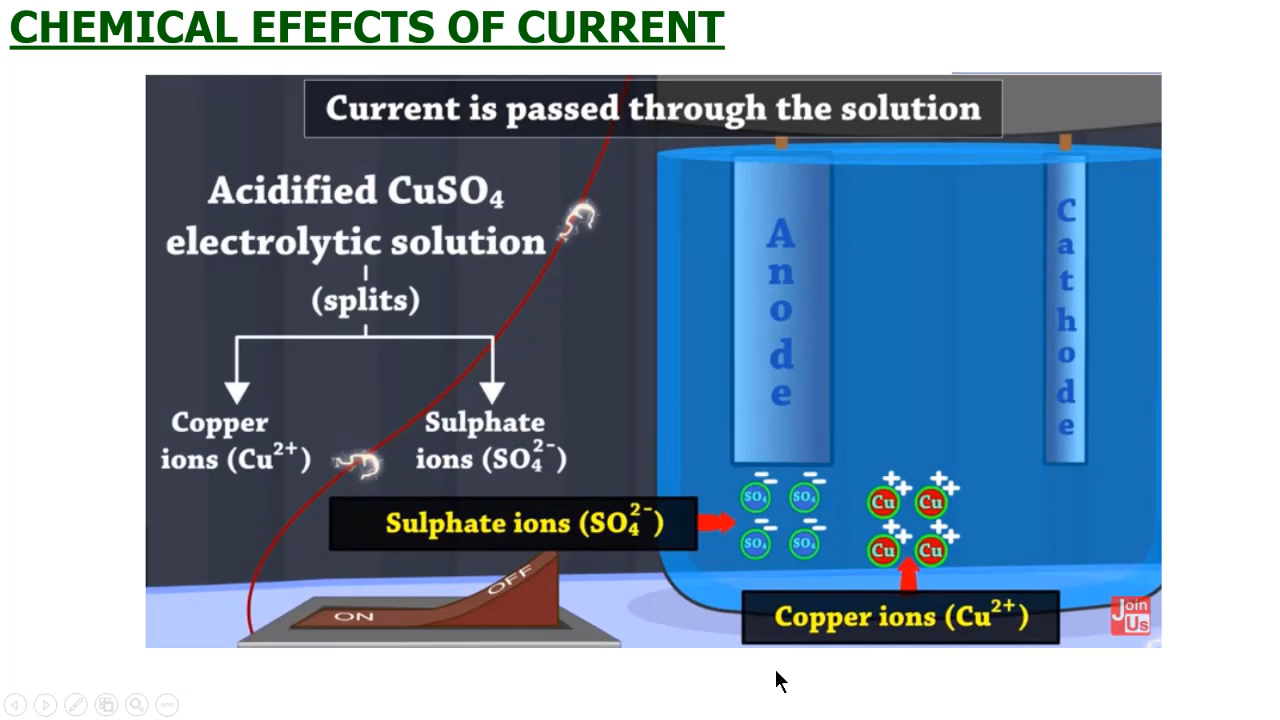 CHEMICAL EFEFCTS OF CURRENT
Current is passed through the solution
Acidified CuSO₄
electrolytic solution
(splits)
Copper
ions (Cu²⁺)
Sulphate
ions (SO₄²⁻)
Anode
Cathode
SO₄ SO₄
SO₄ SO₄
Cu Cu
Cu Cu
Sulphate ions (SO₄²⁻)
Copper ions (Cu²⁺)
ON
OFF
Join
Us